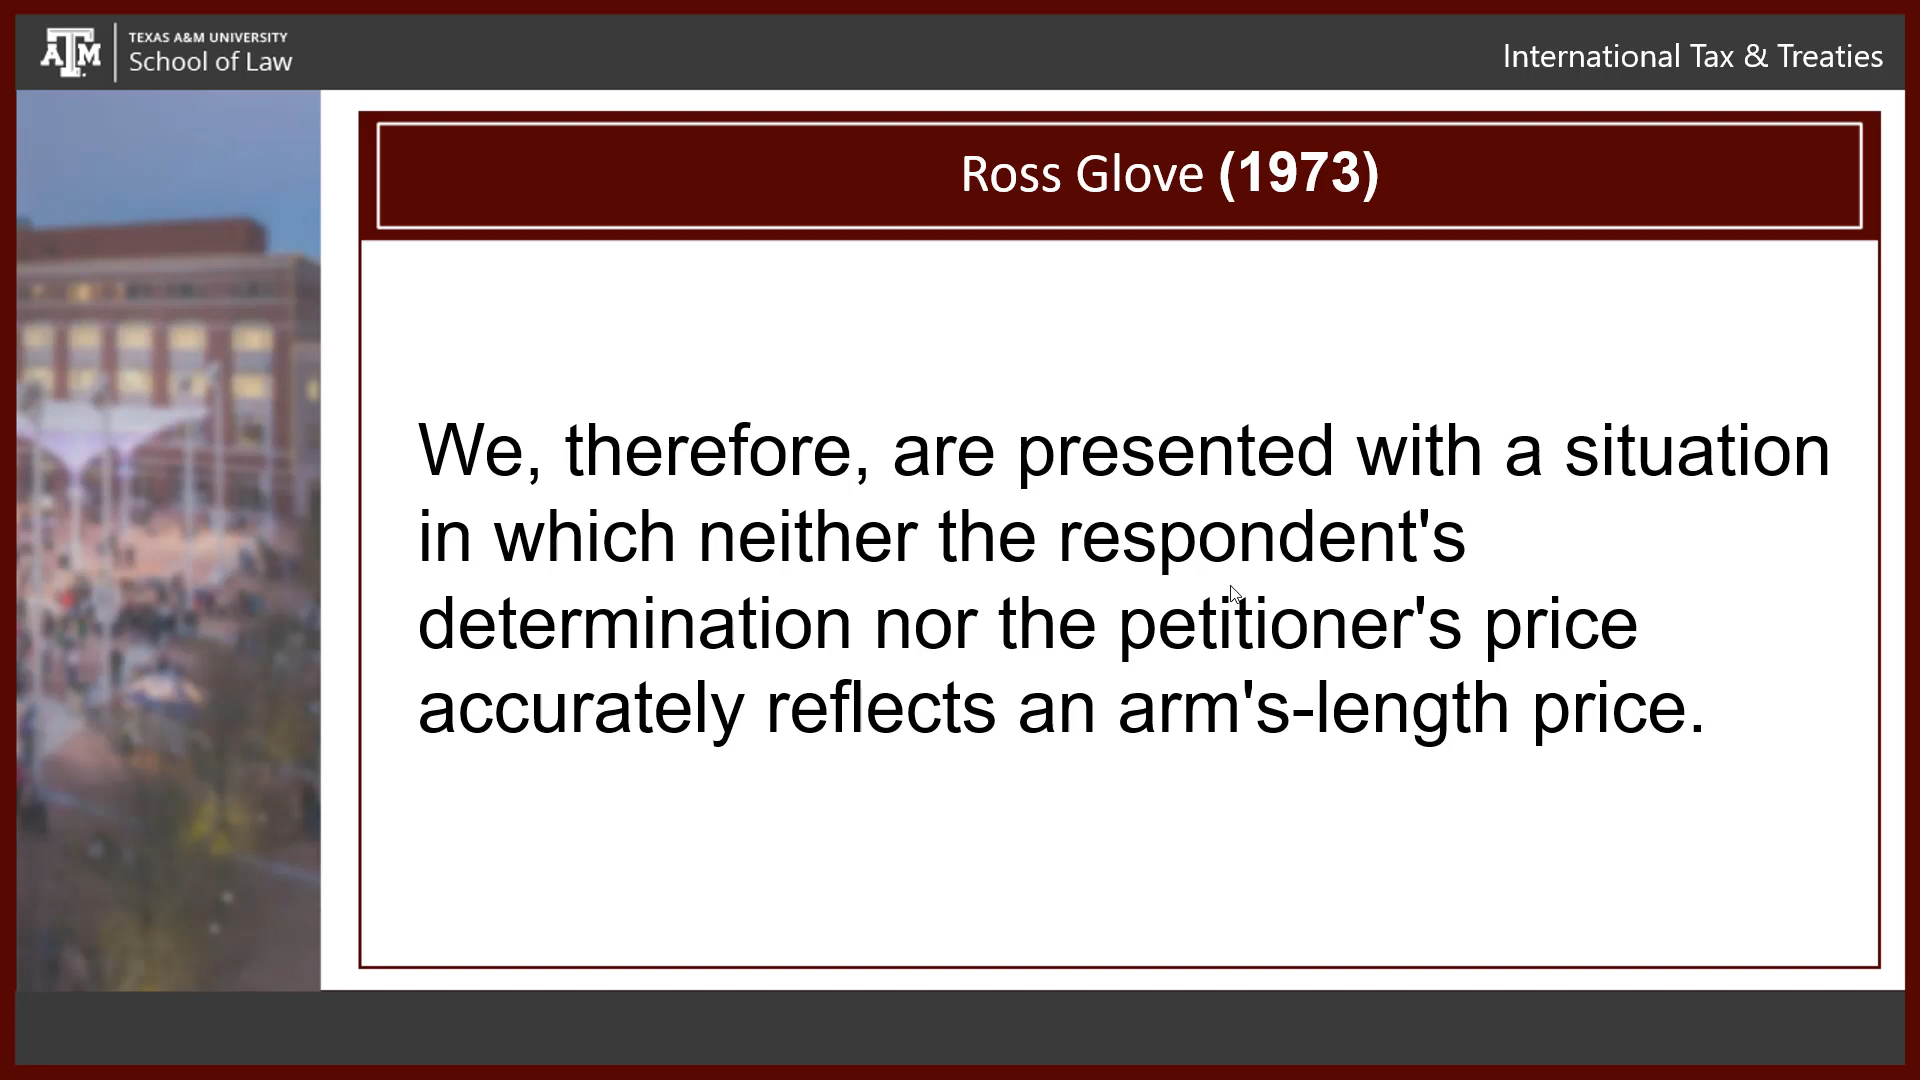 TEXAS A&M UNIVERSITY
School of Law
International Tax & Treaties
Ross Glove (1973)
We, therefore, are presented with a situation
in which neither the respondent's
determination nor the petitioner's price
accurately reflects an arm's-length price.